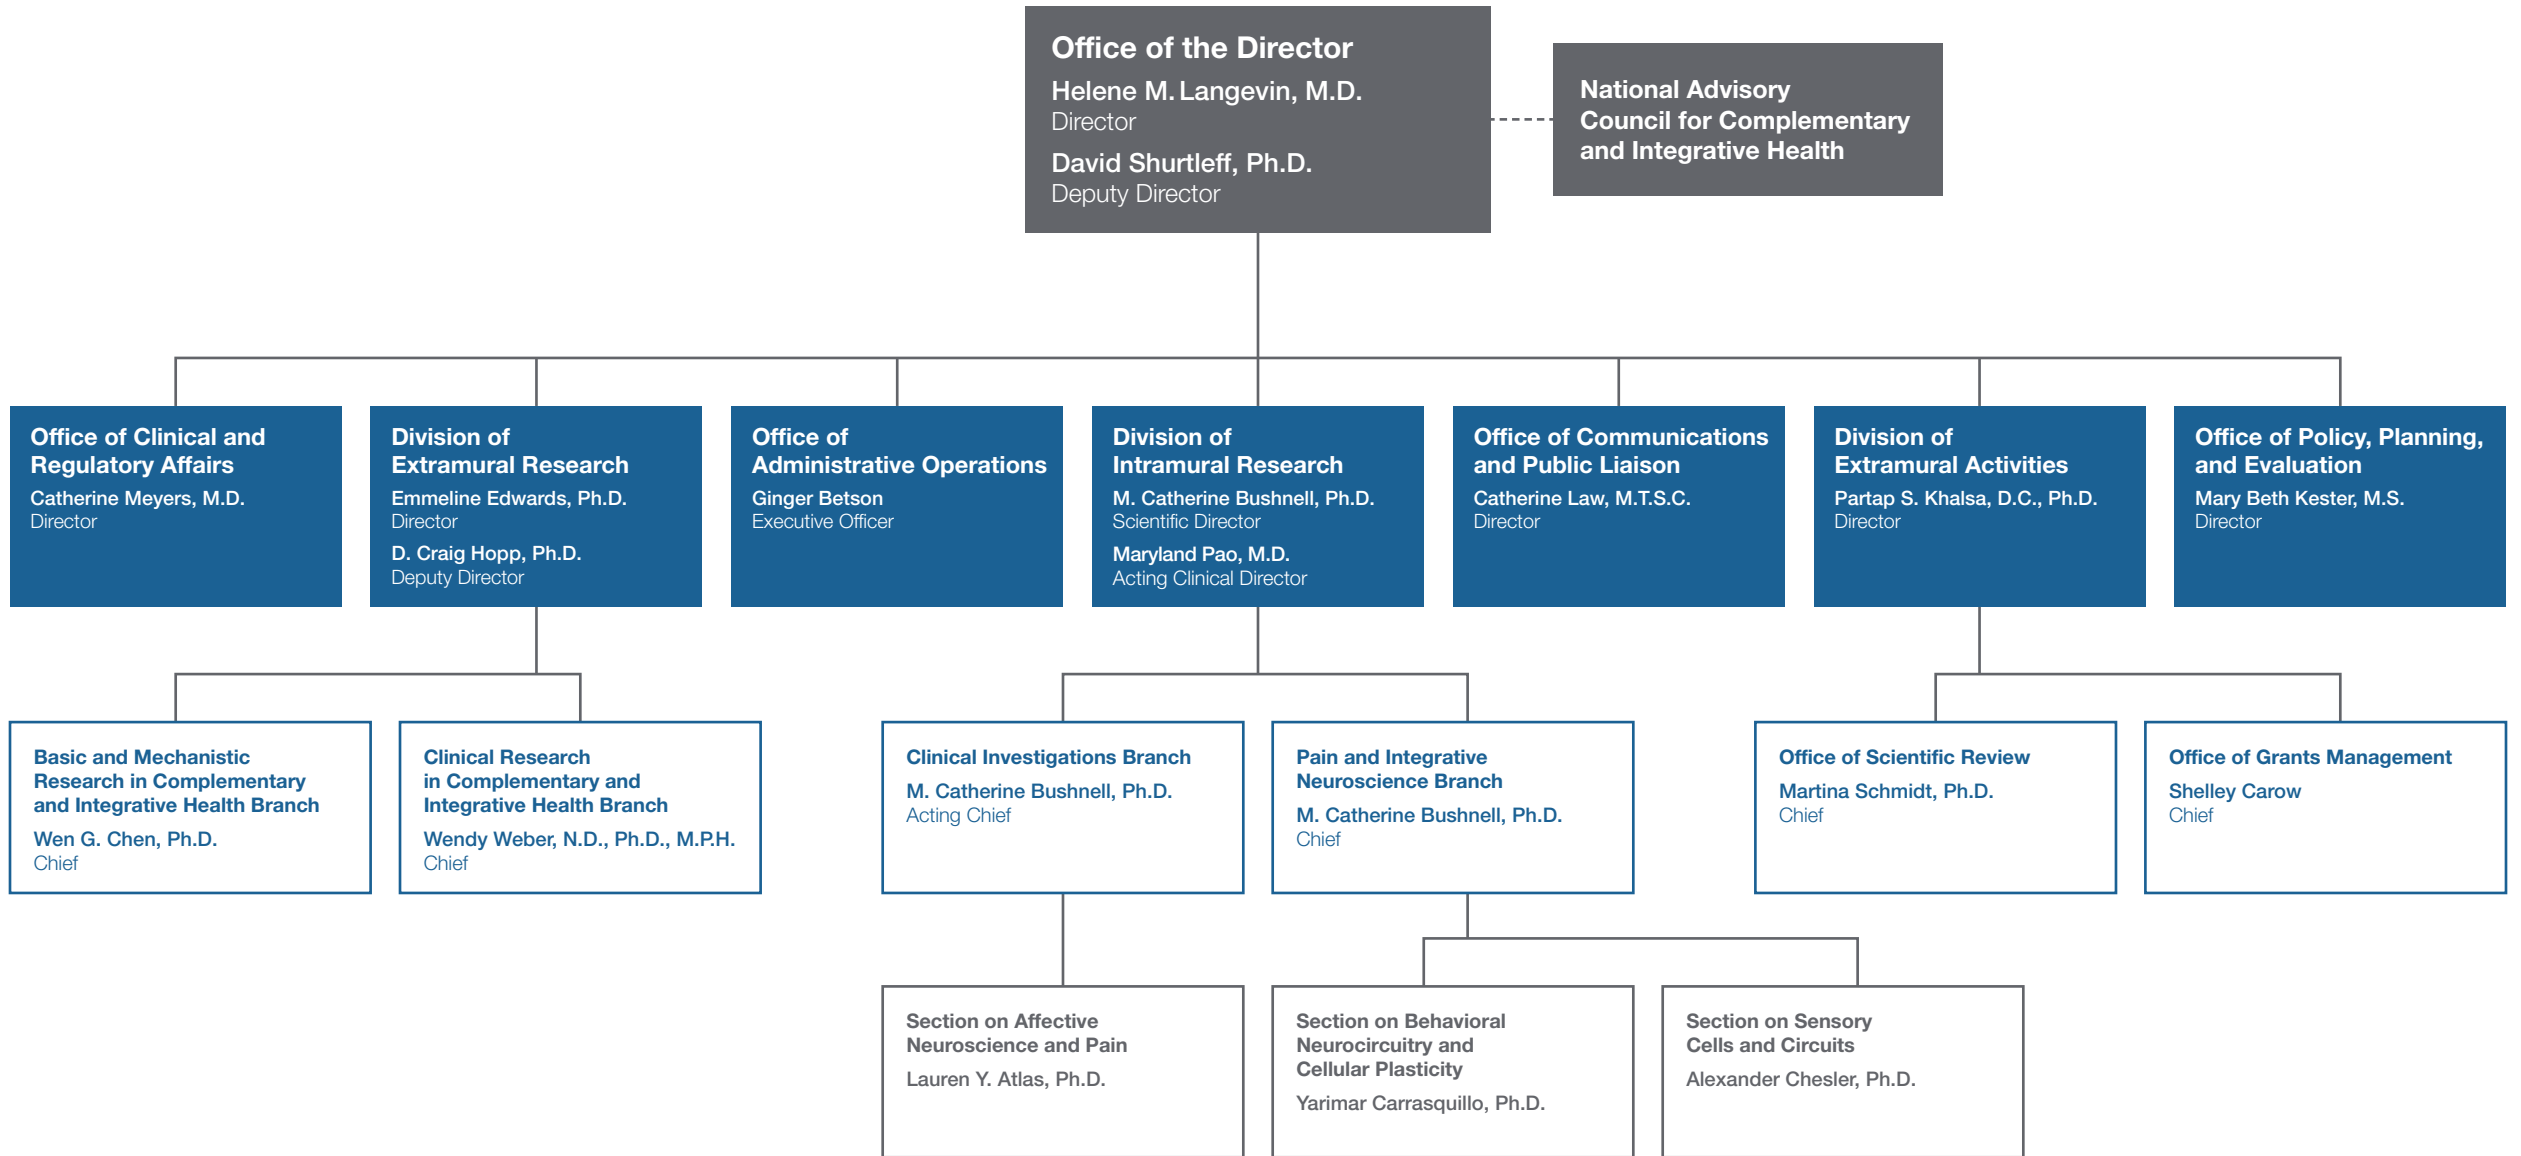 Office of the Director
Helene M. Langevin, M.D.
Director
David Shurtleff, Ph.D.
Deputy Director
National Advisory
Council for Complementary
and Integrative Health
Office of Clinical and
Regulatory Affairs
Catherine Meyers, M.D.
Director
Division of
Extramural Research
Emmeline Edwards, Ph.D.
Director
D. Craig Hopp, Ph.D.
Deputy Director
Office of
Administrative Operations
Ginger Betson
Executive Officer
Division of
Intramural Research
M. Catherine Bushnell, Ph.D.
Scientific Director
Maryland Pao, M.D.
Acting Clinical Director
Office of Communications
and Public Liaison
Catherine Law, M.T.S.C.
Director
Division of
Extramural Activities
Partap S. Khalsa, D.C., Ph.D.
Director
Office of Policy, Planning,
and Evaluation
Mary Beth Kester, M.S.
Director
Basic and Mechanistic
Research in Complementary
and Integrative Health Branch
Wen G. Chen, Ph.D.
Chief
Clinical Research
in Complementary and
Integrative Health Branch
Wendy Weber, N.D., Ph.D., M.P.H.
Chief
Clinical Investigations Branch
M. Catherine Bushnell, Ph.D.
Acting Chief
Pain and Integrative
Neuroscience Branch
M. Catherine Bushnell, Ph.D.
Chief
Office of Scientific Review
Martina Schmidt, Ph.D.
Chief
Office of Grants Management
Shelley Carow
Chief
Section on Affective
Neuroscience and Pain
Lauren Y. Atlas, Ph.D.
Section on Behavioral
Neurocircuitry and
Cellular Plasticity
Yarimar Carrasquillo, Ph.D.
Section on Sensory
Cells and Circuits
Alexander Chesler, Ph.D.